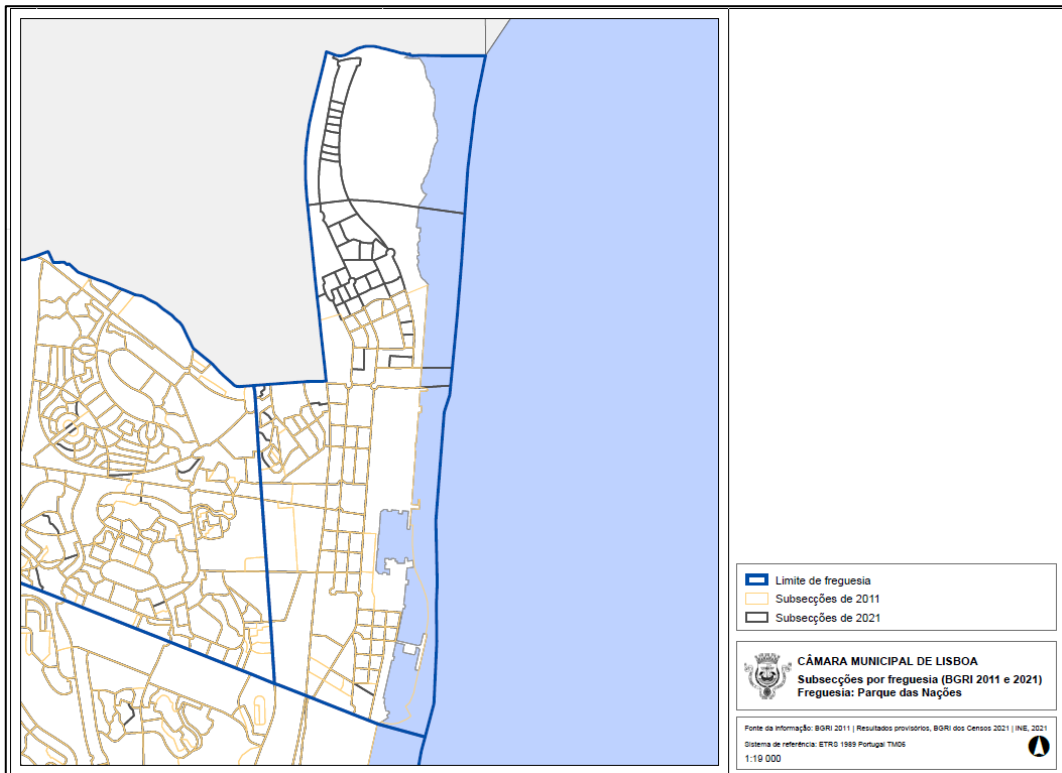 Limite de freguesia
Subsecções de 2011
Subsecções de 2021
CÂMARA MUNICIPAL DE LISBOA
Subsecções por freguesia (BGRI 2011 e 2021)
Freguesia: Parque das Nações
Fonte da Informação: BGRI 2011 | Resultados provisórios, BGRI dos Censos 2021 | INE, 2021
Sistema de referência: ETRS 1989 Portugal TM06
1:19 000